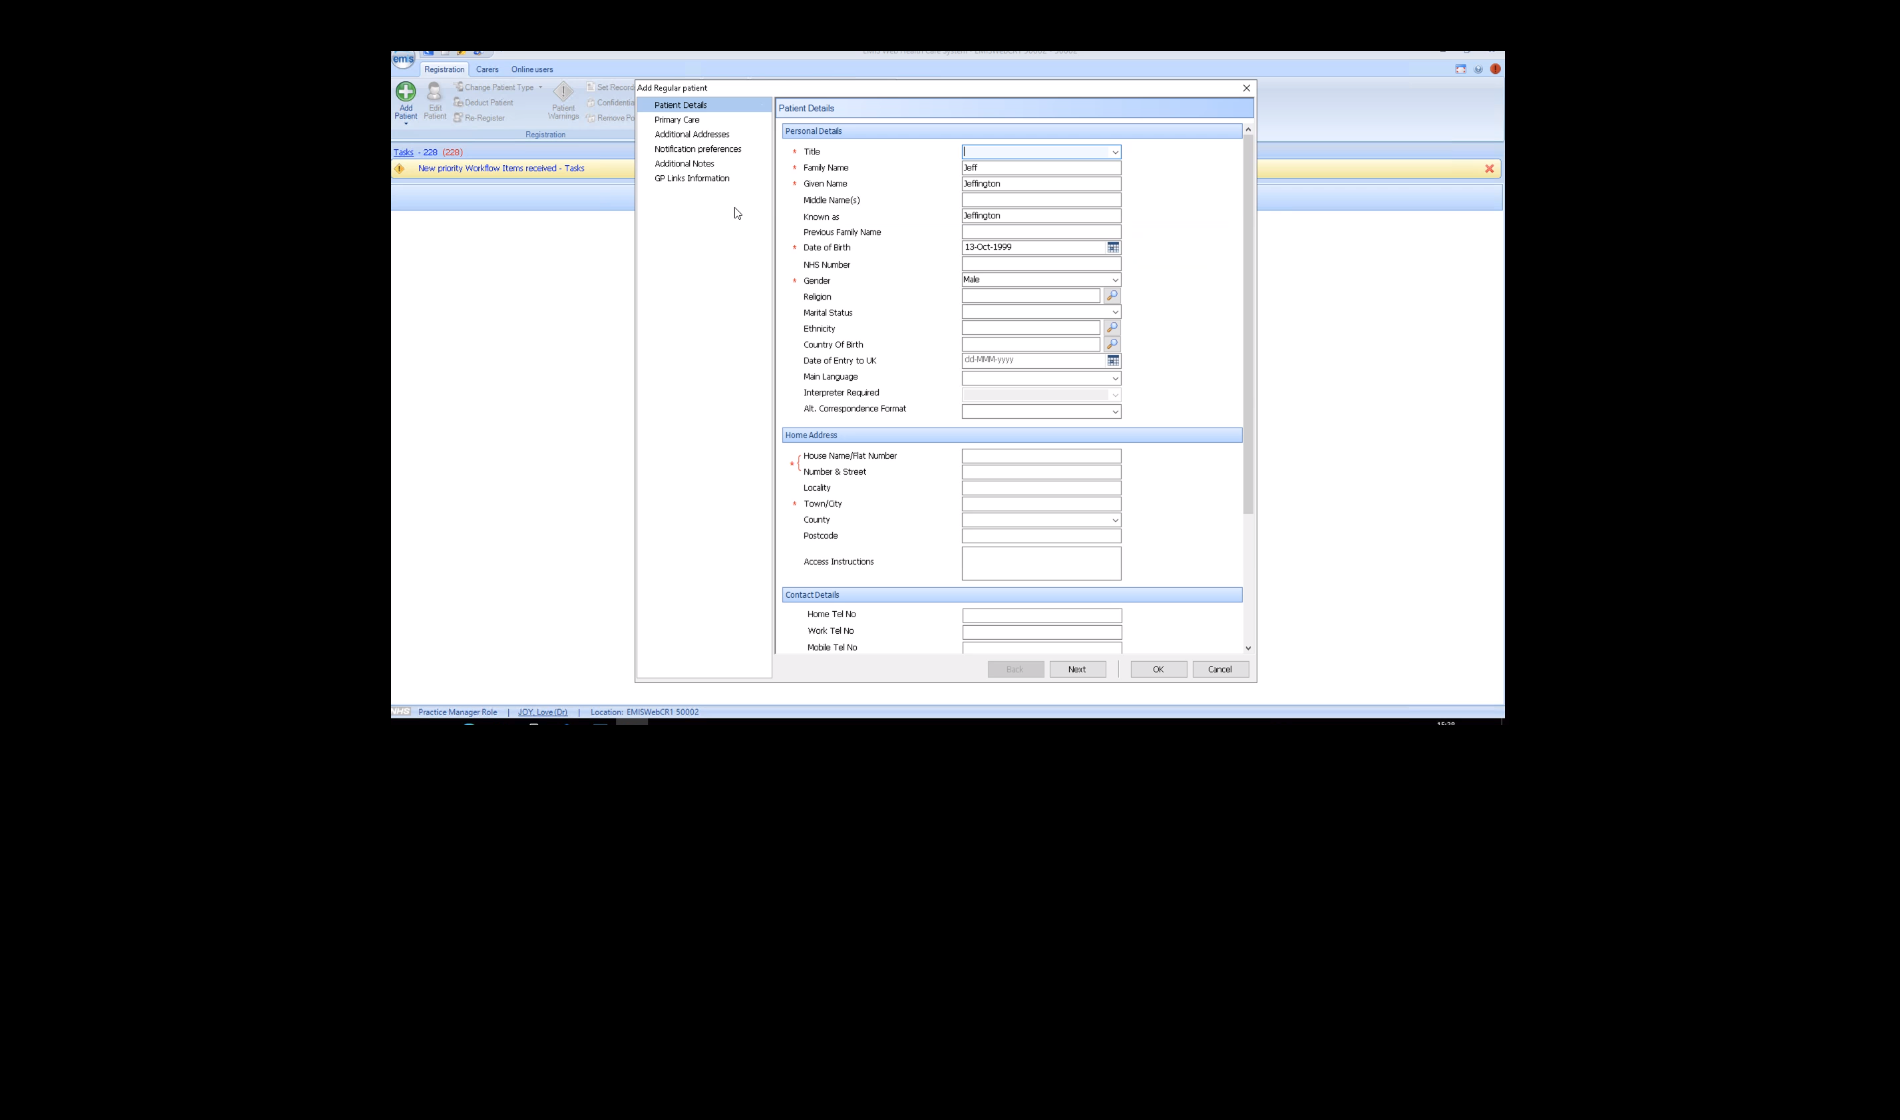 emis
Registration Carers Online users
Add Regular patient
Add Patient
Edit Patient
Change Patient Type
Deduct Patient
Re-Register
Patient Warnings
Set Record
Confidentia
Remove Pa
Registration
Tasks - 228 (228)
New priority Workflow Items received - Tasks
Patient Details
Primary Care
Additional Addresses
Notification preferences
Additional Notes
GP Links Information
Patient Details
Personal Details
* Title
* Family Name Jeff
* Given Name Jeffington
Middle Name(s)
Known as Jeffington
Previous Family Name
* Date of Birth 13-Oct-1999
NHS Number
* Gender Male
Religion
Marital Status
Ethnicity
Country Of Birth
Date of Entry to UK dd-MMM-yyyy
Main Language
Interpreter Required
Alt. Correspondence Format
Home Address
* { House Name/Flat Number
Number & Street
Locality
* Town/City
County
Postcode
Access Instructions
Contact Details
Home Tel No
Work Tel No
Mobile Tel No
Back Next OK Cancel
NHS Practice Manager Role | JOY, Love (Dr) | Location: EMISWebCR1 50002